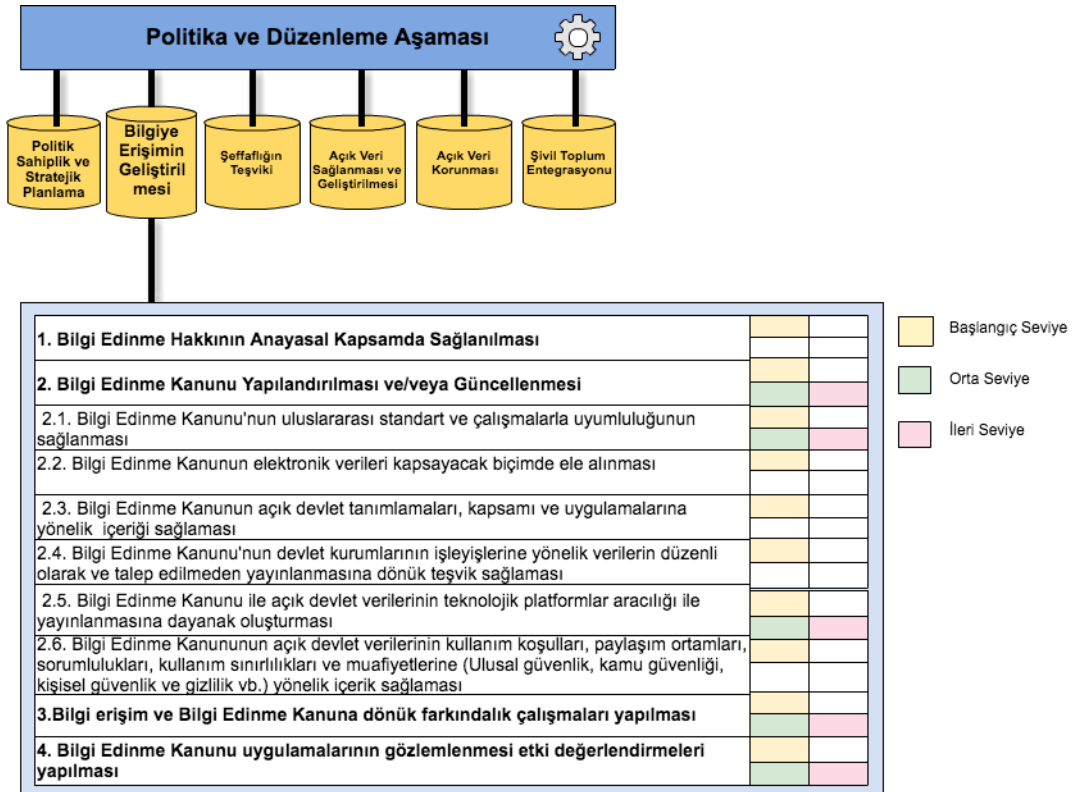 Politika ve Düzenleme Aşaması
Politik
Sahiplik ve
Stratejik
Planlama
Bilgiye
Erişimin
Geliştiril
mesi
Şeffaflığın
Teşviki
Açık Veri
Sağlanması ve
Geliştirilmesi
Açık Veri
Korunması
Şivil Toplum
Entegrasyonu
1. Bilgi Edinme Hakkının Anayasal Kapsamda Sağlanılması
2. Bilgi Edinme Kanunu Yapılandırılması ve/veya Güncellenmesi
2.1. Bilgi Edinme Kanunu'nun uluslararası standart ve çalışmalarla uyumluluğunun
sağlanması
2.2. Bilgi Edinme Kanunun elektronik verileri kapsayacak biçimde ele alınması
2.3. Bilgi Edinme Kanunun açık devlet tanımlamaları, kapsamı ve uygulamalarına
yönelik içeriği sağlaması
2.4. Bilgi Edinme Kanunu'nun devlet kurumlarının işleyişlerine yönelik verilerin düzenli
olarak ve talep edilmeden yayınlanmasına dönük teşvik sağlaması
2.5. Bilgi Edinme Kanunu ile açık devlet verilerinin teknolojik platformlar aracılığı ile
yayınlanmasına dayanak oluşturması
2.6. Bilgi Edinme Kanununun açık devlet verilerinin kullanım koşulları, paylaşım ortamları,
sorumlulukları, kullanım sınırlılıkları ve muafiyetlerine (Ulusal güvenlik, kamu güvenliği,
kişisel güvenlik ve gizlilik vb.) yönelik içerik sağlaması
3.Bilgi erişim ve Bilgi Edinme Kanuna dönük farkındalık çalışmaları yapılması
4. Bilgi Edinme Kanunu uygulamalarının gözlemlenmesi etki değerlendirmeleri
yapılması
Başlangıç Seviye
Orta Seviye
İleri Seviye